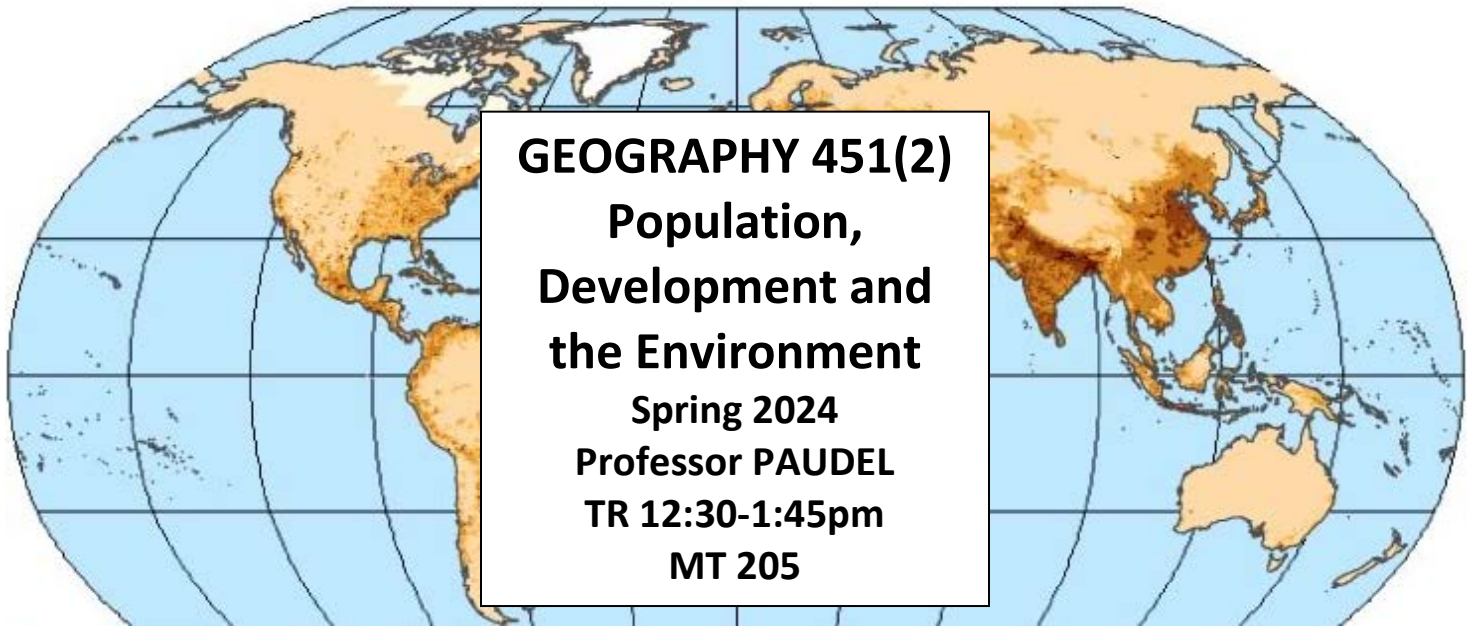 GEOGRAPHY 451(2)
Population,
Development and
the Environment
Spring 2024
Professor PAUDEL
TR 12:30-1:45pm
MT 205